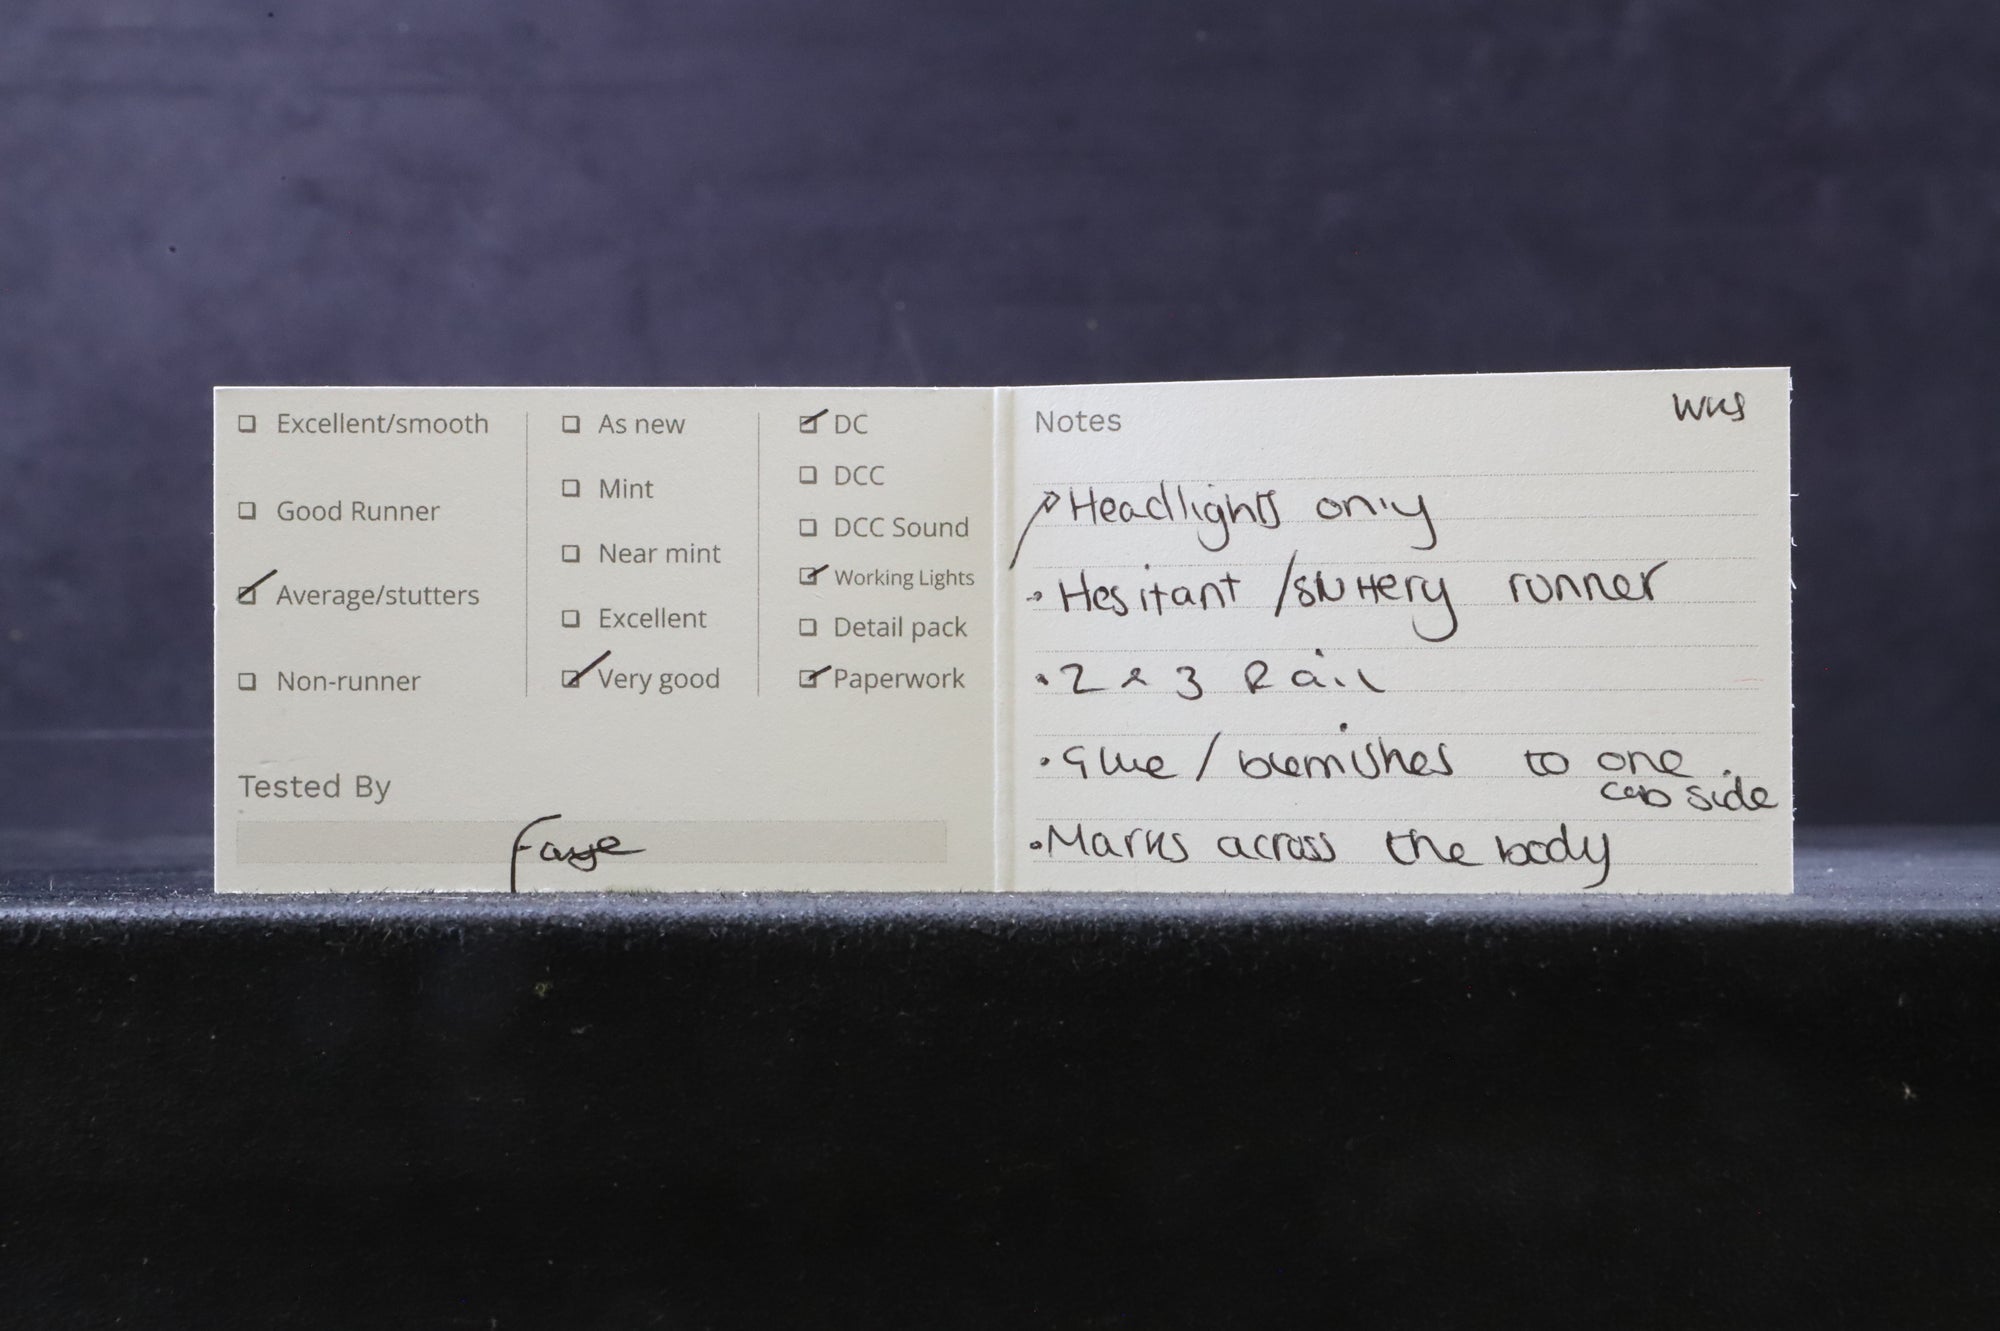 Excellent/smooth
Good Runner
Average/stutters
Non-runner
As new
Mint
Near mint
Excellent
Very good
DC
DCC
DCC Sound
Working Lights
Detail pack
Paperwork
Tested By
Faye
Notes
Headlights only
• Hesitant /stuttery runner
• 2 & 3 Rail
• Glue / blemishes to one
cab side
• Marks across the body